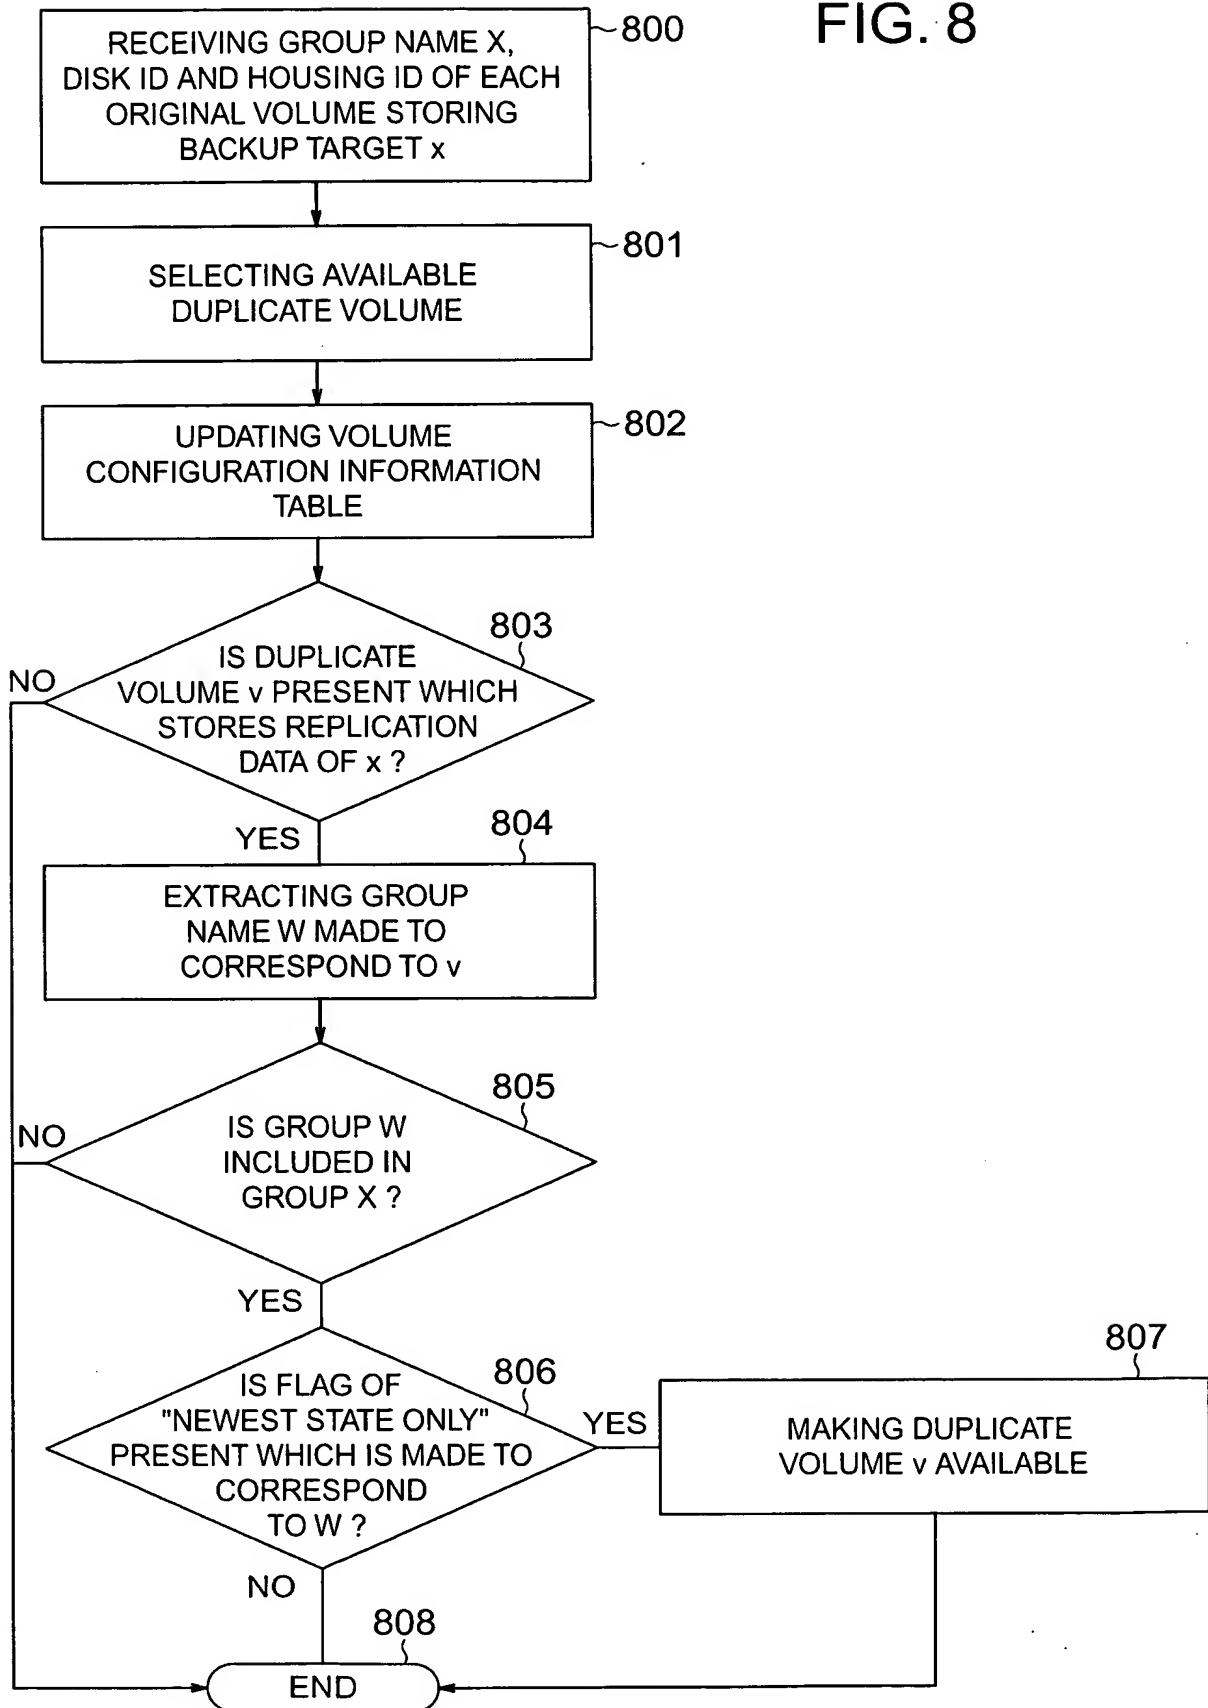 FIG. 8
RECEIVING GROUP NAME X,
DISK ID AND HOUSING ID OF EACH
ORIGINAL VOLUME STORING
BACKUP TARGET x
800
SELECTING AVAILABLE
DUPLICATE VOLUME
801
UPDATING VOLUME
CONFIGURATION INFORMATION
TABLE
802
803
IS DUPLICATE
VOLUME v PRESENT WHICH
STORES REPLICATION
DATA OF x ?
NO
YES
804
EXTRACTING GROUP
NAME W MADE TO
CORRESPOND TO v
805
IS GROUP W
INCLUDED IN
GROUP X ?
NO
YES
806
IS FLAG OF
"NEWEST STATE ONLY"
PRESENT WHICH IS MADE TO
CORRESPOND
TO W ?
YES
807
MAKING DUPLICATE
VOLUME v AVAILABLE
NO
808
END